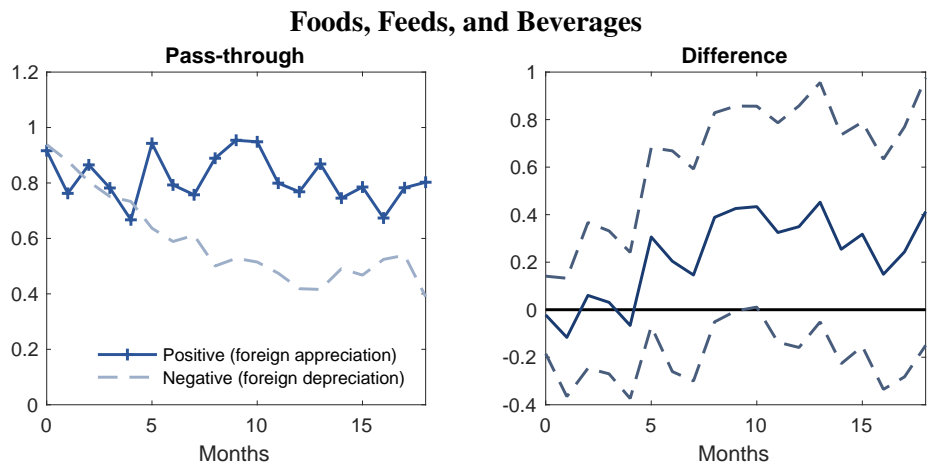 Foods, Feeds, and Beverages
Pass-through
1.2
1
0.8
0.6
0.4
0.2
0
0 5 10 15
Months
Positive (foreign appreciation)
Negative (foreign depreciation)
Difference
1
0.8
0.6
0.4
0.2
0
-0.2
-0.4
0 5 10 15
Months